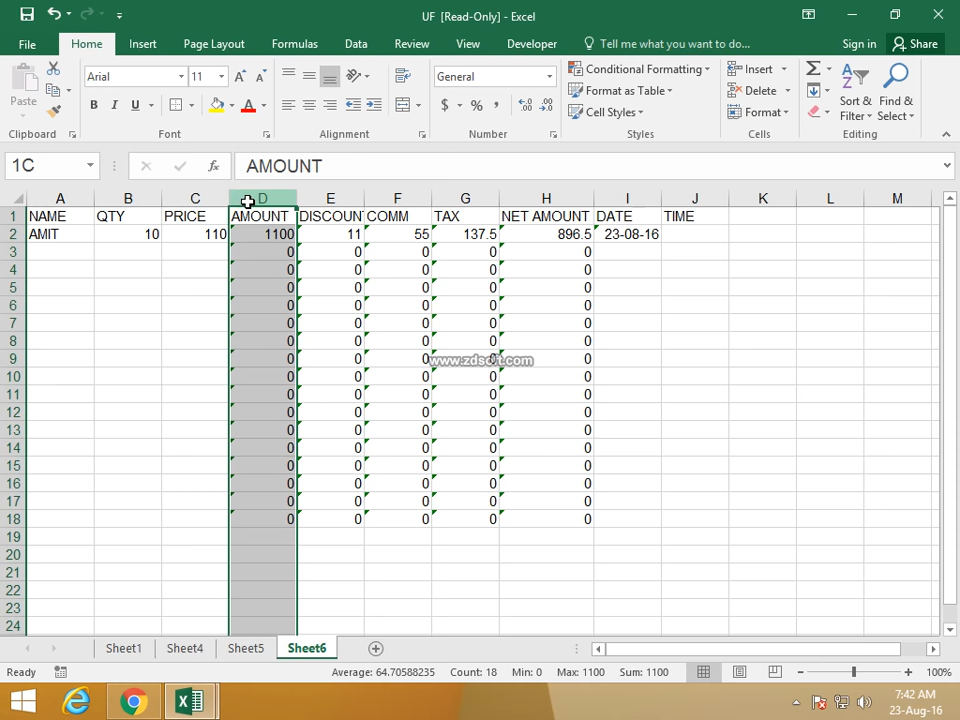 UF [Read-Only] - Excel
File Home Insert Page Layout Formulas Data Review View Developer Tell me what you want to do... Sign in Share
Paste Arial 11 General Conditional Formatting Insert
B I U A $ % , Format as Table Delete Sort & Find &
Cell Styles Format Filter Select
Clipboard Font Alignment Number Styles Cells Editing
1C fx AMOUNT
A B C D E F G H I J K L M
1 NAME QTY PRICE AMOUNT DISCOUN COMM TAX NET AMOUNT DATE TIME
2 AMIT 10 110 1100 11 55 137.5 896.5 23-08-16
3 0 0 0 0 0
4 0 0 0 0 0
5 0 0 0 0 0
6 0 0 0 0 0
7 0 0 0 0 0
8 0 0 0 0 0
9 0 0 0 0 0
www.zdsoft.com
10 0 0 0 0 0
11 0 0 0 0 0
12 0 0 0 0 0
13 0 0 0 0 0
14 0 0 0 0 0
15 0 0 0 0 0
16 0 0 0 0 0
17 0 0 0 0 0
18 0 0 0 0 0
19
20
21
22
23
24
Sheet1 Sheet4 Sheet5 Sheet6
Ready Average: 64.70588235 Count: 18 Min: 0 Max: 1100 Sum: 1100 100%
7:42 AM
23-Aug-16